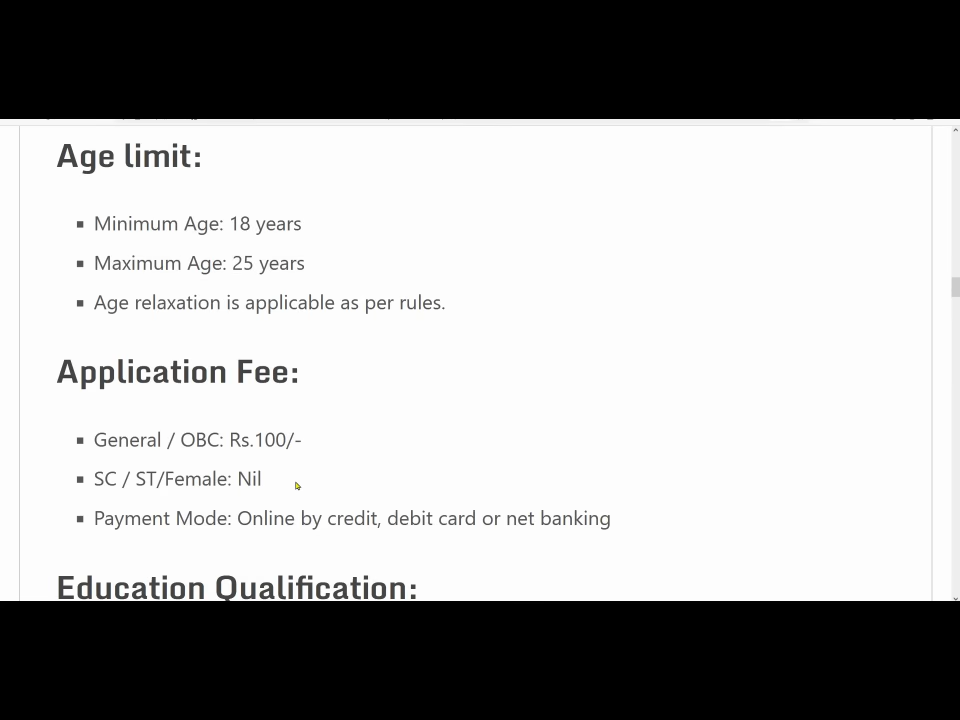 Age limit:
Minimum Age: 18 years
Maximum Age: 25 years
Age relaxation is applicable as per rules.
Application Fee:
General / OBC: Rs.100/-
SC / ST/Female: Nil
Payment Mode: Online by credit, debit card or net banking
Education Qualification: